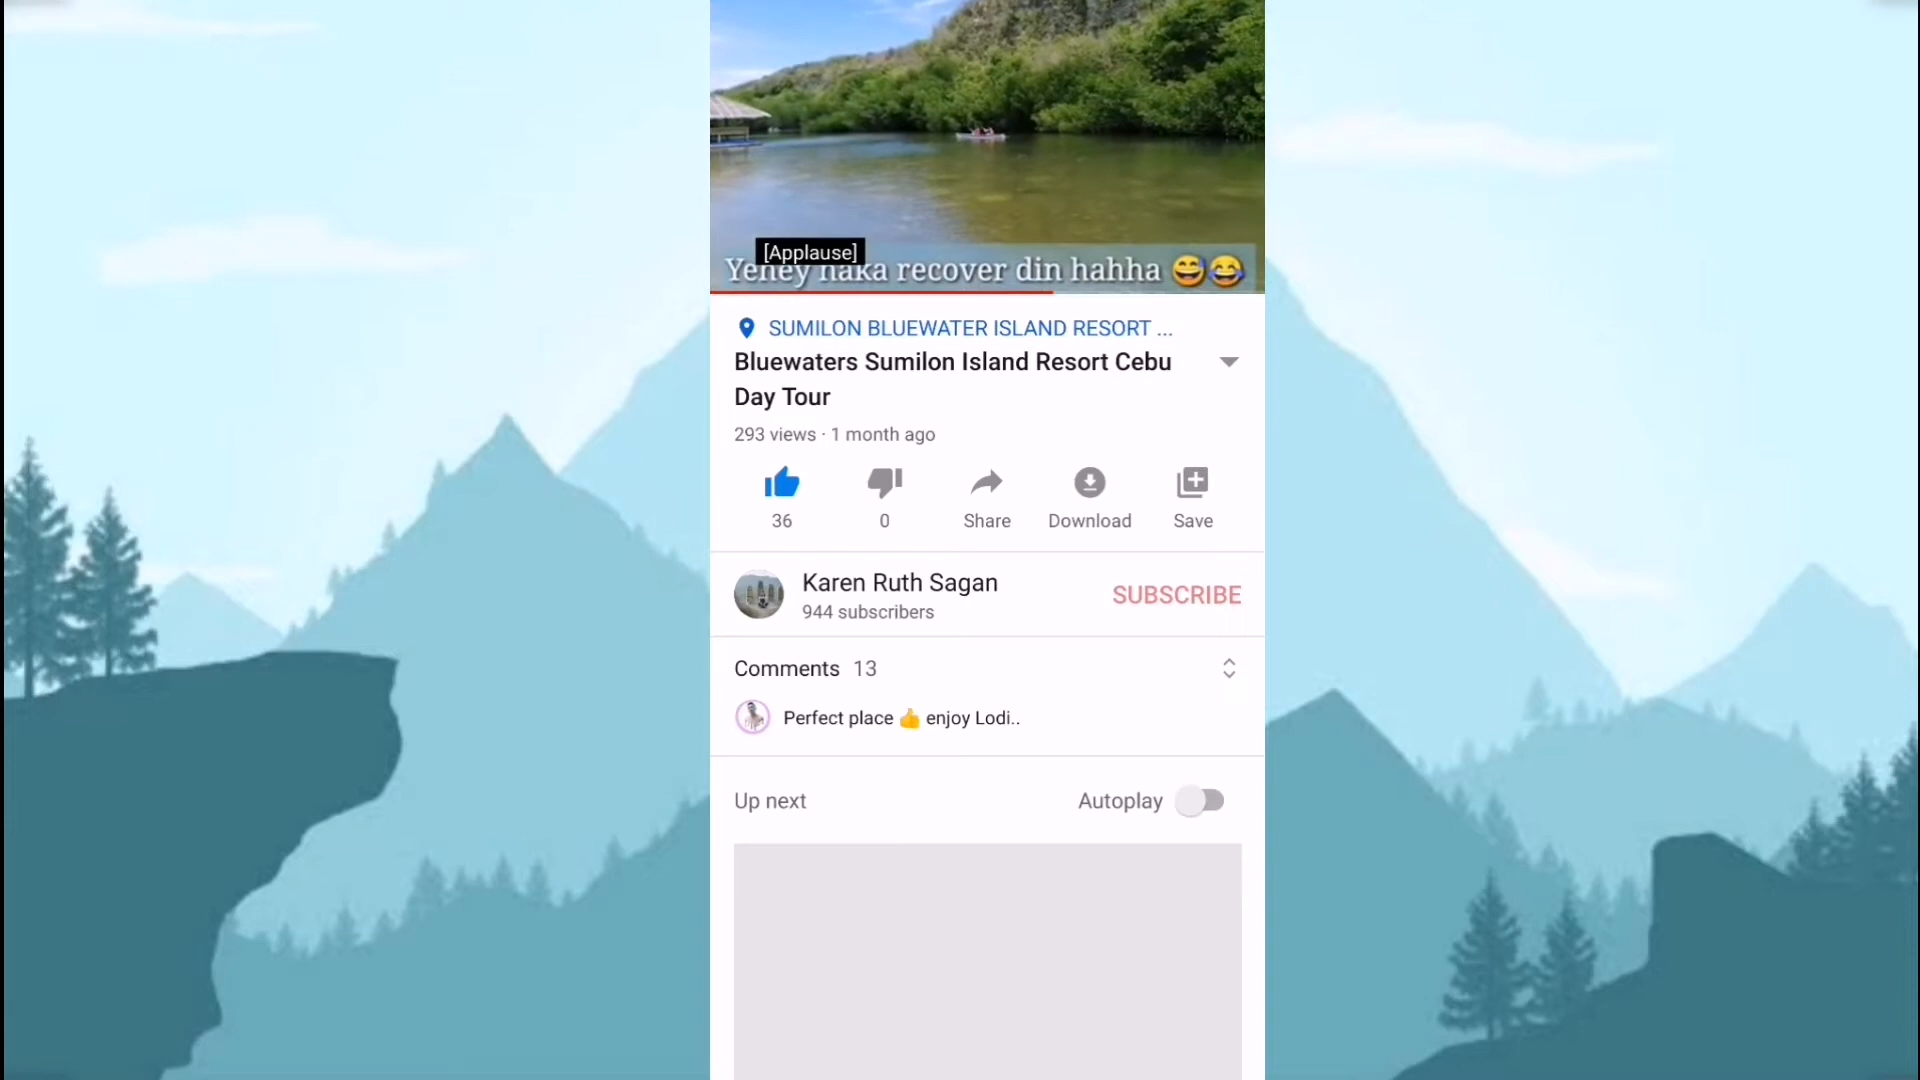 [Applause]
Yehey naka recover din hahha 😅😂
SUMILON BLUEWATER ISLAND RESORT ...
Bluewaters Sumilon Island Resort Cebu
Day Tour
293 views · 1 month ago
36
0
Share
Download
Save
Karen Ruth Sagan
944 subscribers
SUBSCRIBE
Comments 13
Perfect place 👍 enjoy Lodi..
Up next
Autoplay